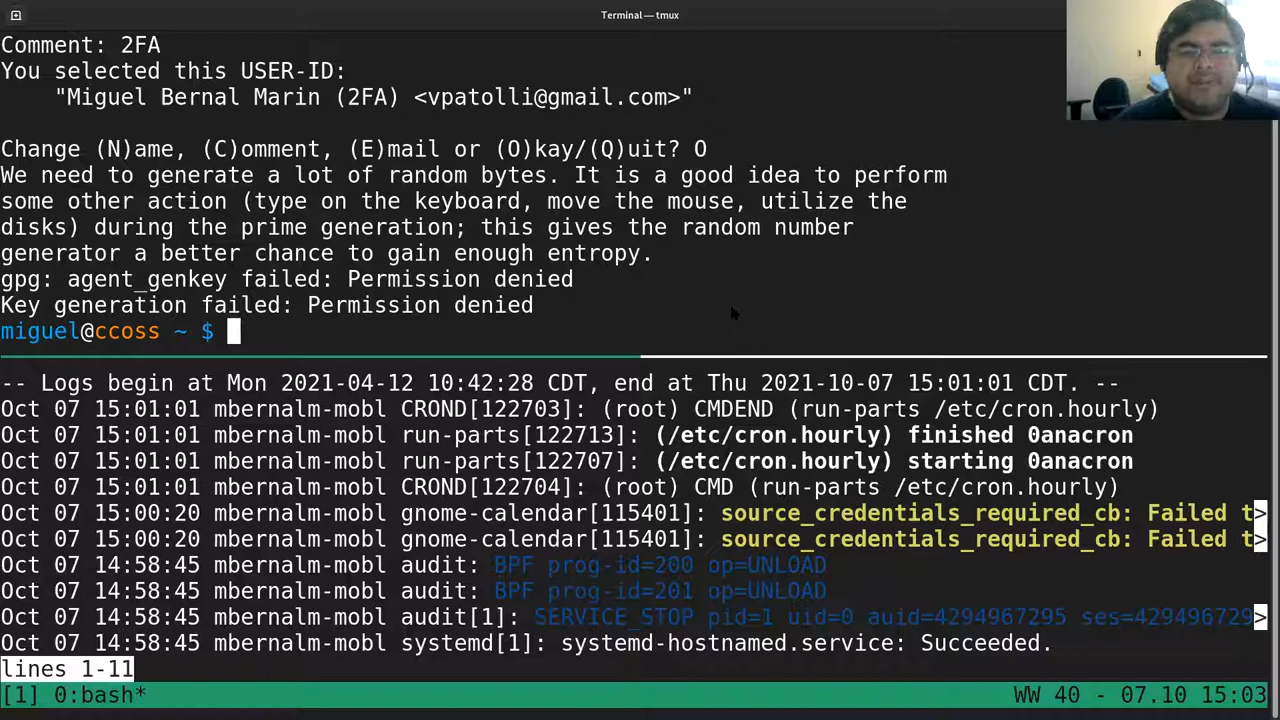 Terminal — tmux
Comment: 2FA
You selected this USER-ID:
    "Miguel Bernal Marin (2FA) <vpatolli@gmail.com>"
Change (N)ame, (C)omment, (E)mail or (O)kay/(Q)uit? O
We need to generate a lot of random bytes. It is a good idea to perform
some other action (type on the keyboard, move the mouse, utilize the
disks) during the prime generation; this gives the random number
generator a better chance to gain enough entropy.
gpg: agent_genkey failed: Permission denied
Key generation failed: Permission denied
miguel@ccoss ~ $
-- Logs begin at Mon 2021-04-12 10:42:28 CDT, end at Thu 2021-10-07 15:01:01 CDT. --
Oct 07 15:01:01 mbernalm-mobl CROND[122703]: (root) CMDEND (run-parts /etc/cron.hourly)
Oct 07 15:01:01 mbernalm-mobl run-parts[122713]: (/etc/cron.hourly) finished 0anacron
Oct 07 15:01:01 mbernalm-mobl run-parts[122707]: (/etc/cron.hourly) starting 0anacron
Oct 07 15:01:01 mbernalm-mobl CROND[122704]: (root) CMD (run-parts /etc/cron.hourly)
Oct 07 15:00:20 mbernalm-mobl gnome-calendar[115401]: source_credentials_required_cb: Failed t>
Oct 07 15:00:20 mbernalm-mobl gnome-calendar[115401]: source_credentials_required_cb: Failed t>
Oct 07 14:58:45 mbernalm-mobl audit: BPF prog-id=200 op=UNLOAD
Oct 07 14:58:45 mbernalm-mobl audit: BPF prog-id=201 op=UNLOAD
Oct 07 14:58:45 mbernalm-mobl audit[1]: SERVICE_STOP pid=1 uid=0 auid=4294967295 ses=429496729>
Oct 07 14:58:45 mbernalm-mobl systemd[1]: systemd-hostnamed.service: Succeeded.
lines 1-11
[1] 0:bash* WW 40 - 07.10 15:03